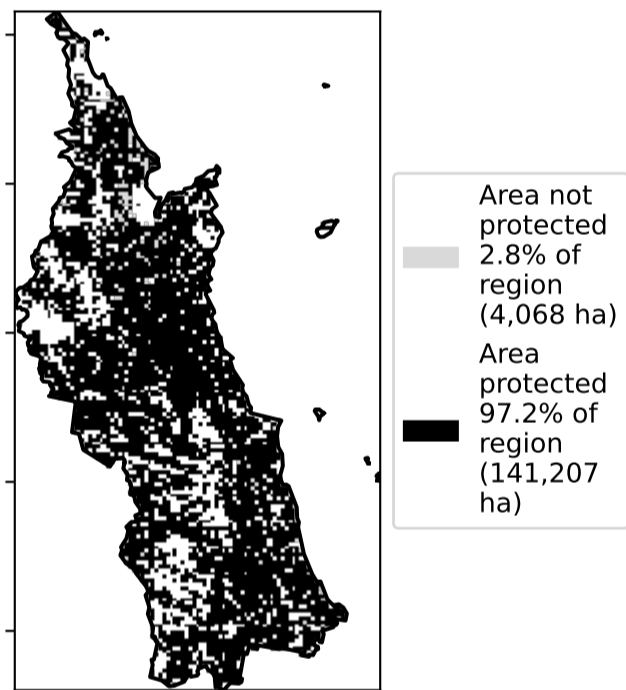 Area not
protected
2.8% of
region
(4,068 ha)
Area
protected
97.2% of
region
(141,207
ha)